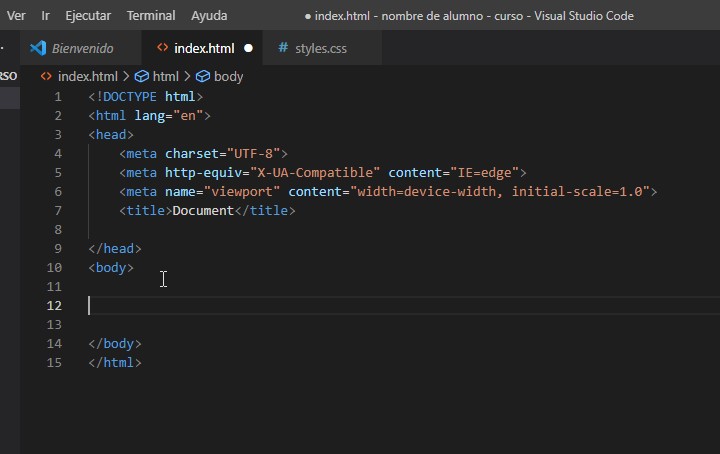 Ver Ir Ejecutar Terminal Ayuda ● index.html - nombre de alumno - curso - Visual Studio Code
Bienvenido <> index.html ● # styles.css
RSO <> index.html > html > body
1 <!DOCTYPE html>
2 <html lang="en">
3 <head>
4 <meta charset="UTF-8">
5 <meta http-equiv="X-UA-Compatible" content="IE=edge">
6 <meta name="viewport" content="width=device-width, initial-scale=1.0">
7 <title>Document</title>
8
9 </head>
10 <body>
11
12
13
14 </body>
15 </html>